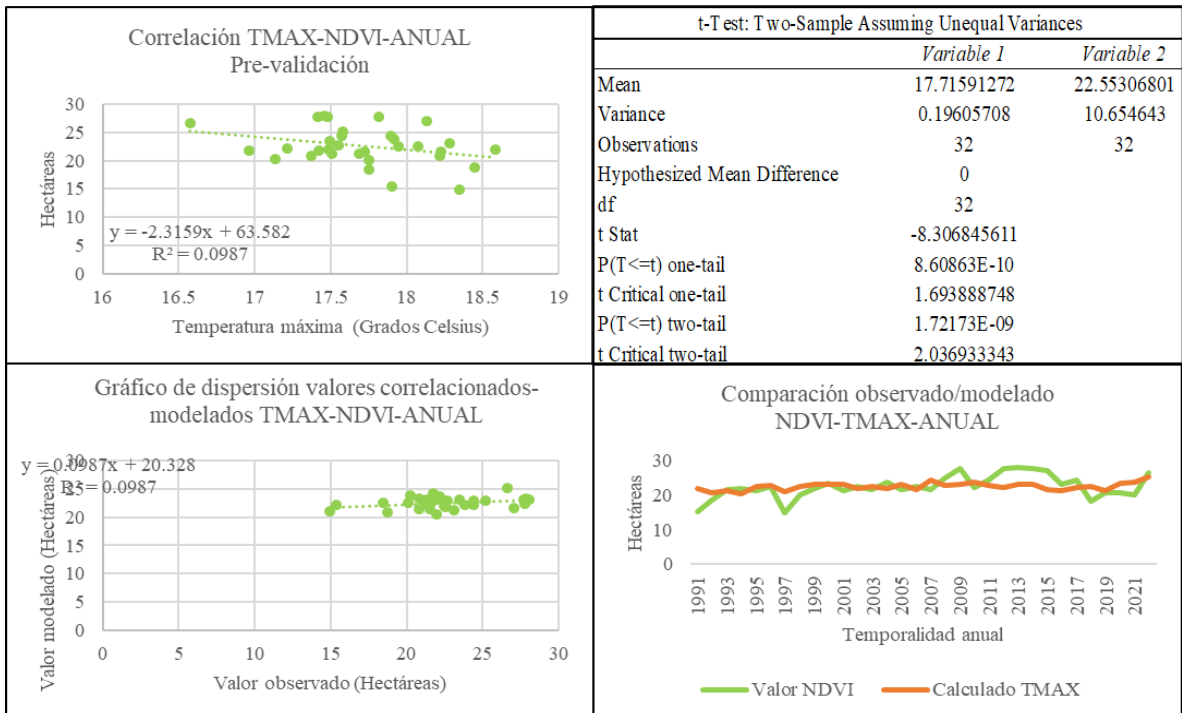 Correlación TMAX-NDVI-ANUAL
Pre-validación
Hectáreas
30
25
20
15
10
5
0
y = -2.3159x + 63.582
R² = 0.0987
16 16.5 17 17.5 18 18.5 19
Temperatura máxima (Grados Celsius)
t-Test: Two-Sample Assuming Unequal Variances
Variable 1 Variable 2
Mean 17.71591272 22.55306801
Variance 0.19605708 10.654643
Observations 32 32
Hypothesized Mean Difference 0
df 32
t Stat -8.306845611
P(T<=t) one-tail 8.60863E-10
t Critical one-tail 1.693888748
P(T<=t) two-tail 1.72173E-09
t Critical two-tail 2.036933343
Gráfico de dispersión valores correlacionados-
modelados TMAX-NDVI-ANUAL
Valor modelado (Hectáreas)
y = 0.0987x + 20.328
R² = 0.0987
30
25
20
15
10
5
0
0 5 10 15 20 25 30
Valor observado (Hectáreas)
Comparación observado/modelado
NDVI-TMAX-ANUAL
Hectáreas
30
20
10
0
1991 1993 1995 1997 1999 2001 2003 2005 2007 2009 2011 2013 2015 2017 2019 2021
Temporalidad anual
Valor NDVI Calculado TMAX